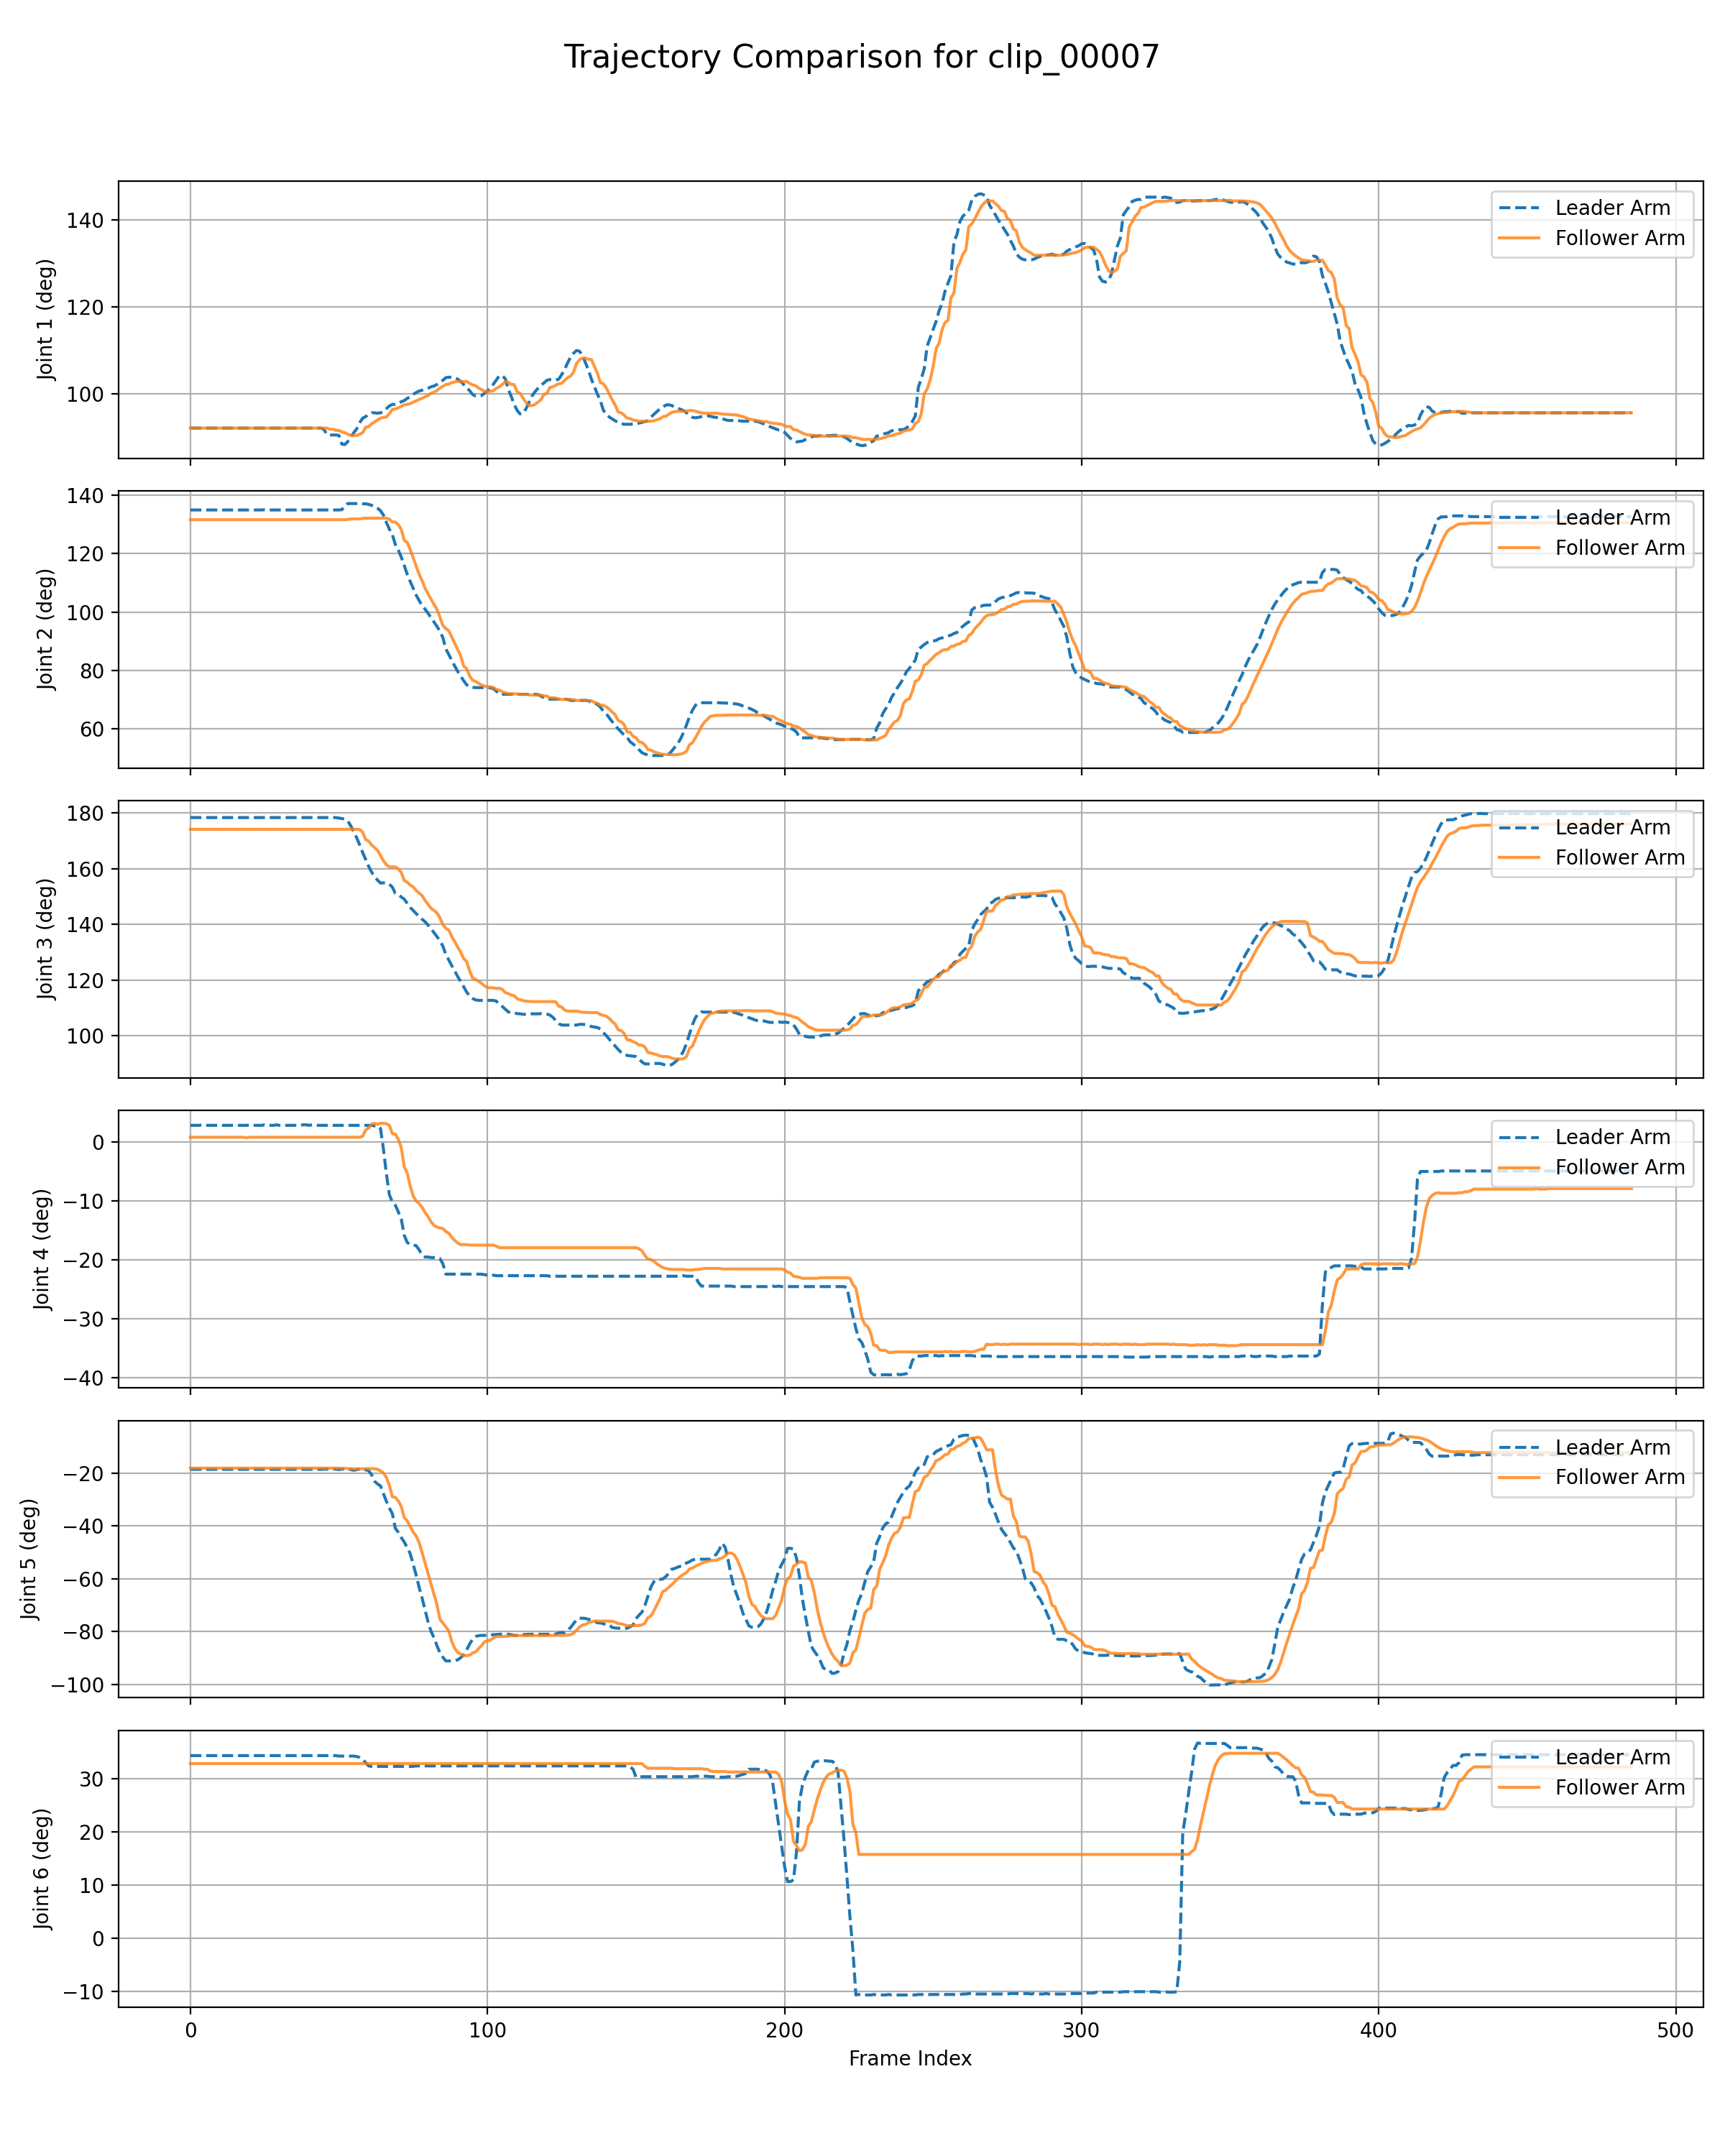 Trajectory Comparison for clip_00007
Joint 1 (deg)
140
120
100
Leader Arm
Follower Arm
Joint 2 (deg)
140
120
100
80
60
Leader Arm
Follower Arm
Joint 3 (deg)
180
160
140
120
100
Leader Arm
Follower Arm
Joint 4 (deg)
0
−10
−20
−30
−40
Leader Arm
Follower Arm
Joint 5 (deg)
−20
−40
−60
−80
−100
Leader Arm
Follower Arm
Joint 6 (deg)
30
20
10
0
−10
Leader Arm
Follower Arm
0 100 200 300 400 500
Frame Index